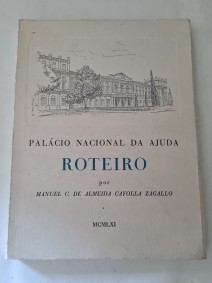 PALÁCIO NACIONAL DA AJUDA
ROTEIRO
por
MANUEL C. DE ALMEIDA CAYOLLA ZAGALLO
MCMLXI